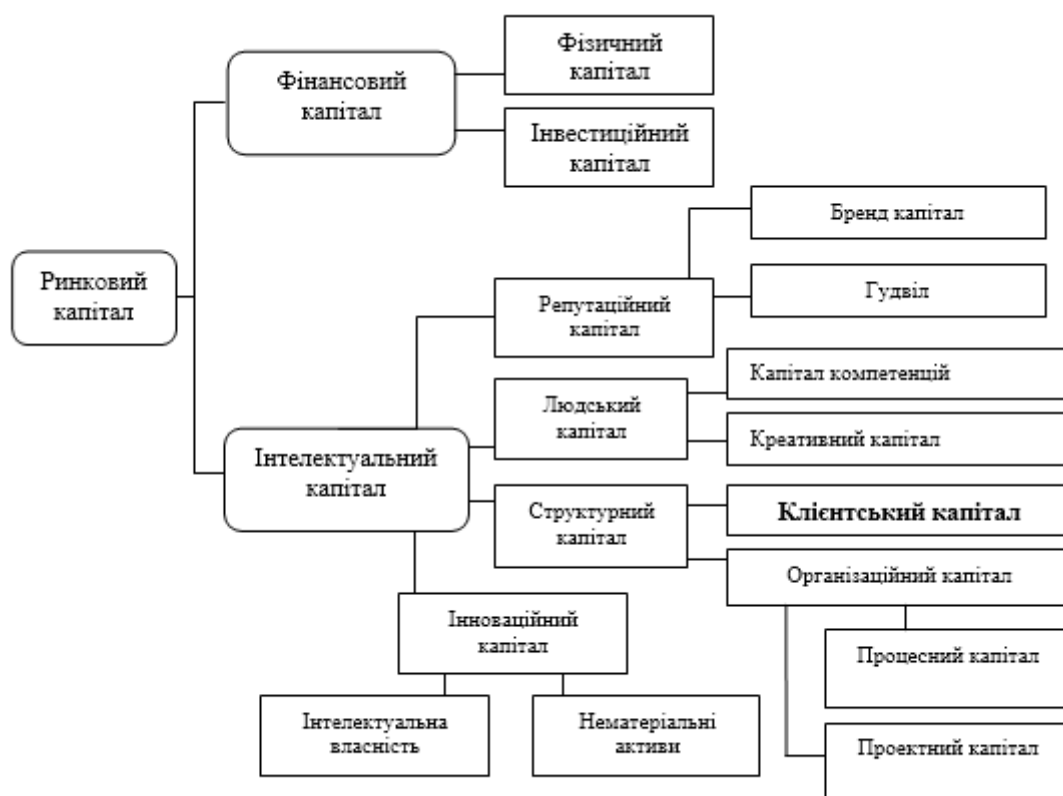 Фізичний
капітал
Фінансовий
капітал
Інвестиційний
капітал
Бренд капітал
Ринковий
капітал
Репутаційний
капітал
Гудвіл
Людський
капітал
Капітал компетенцій
Креативний капітал
Інтелектуальний
капітал
Структурний
капітал
Клієнтський капітал
Організаційний капітал
Інноваційний
капітал
Процесний капітал
Інтелектуальна
власність
Нематеріальні
активи
Проектний капітал